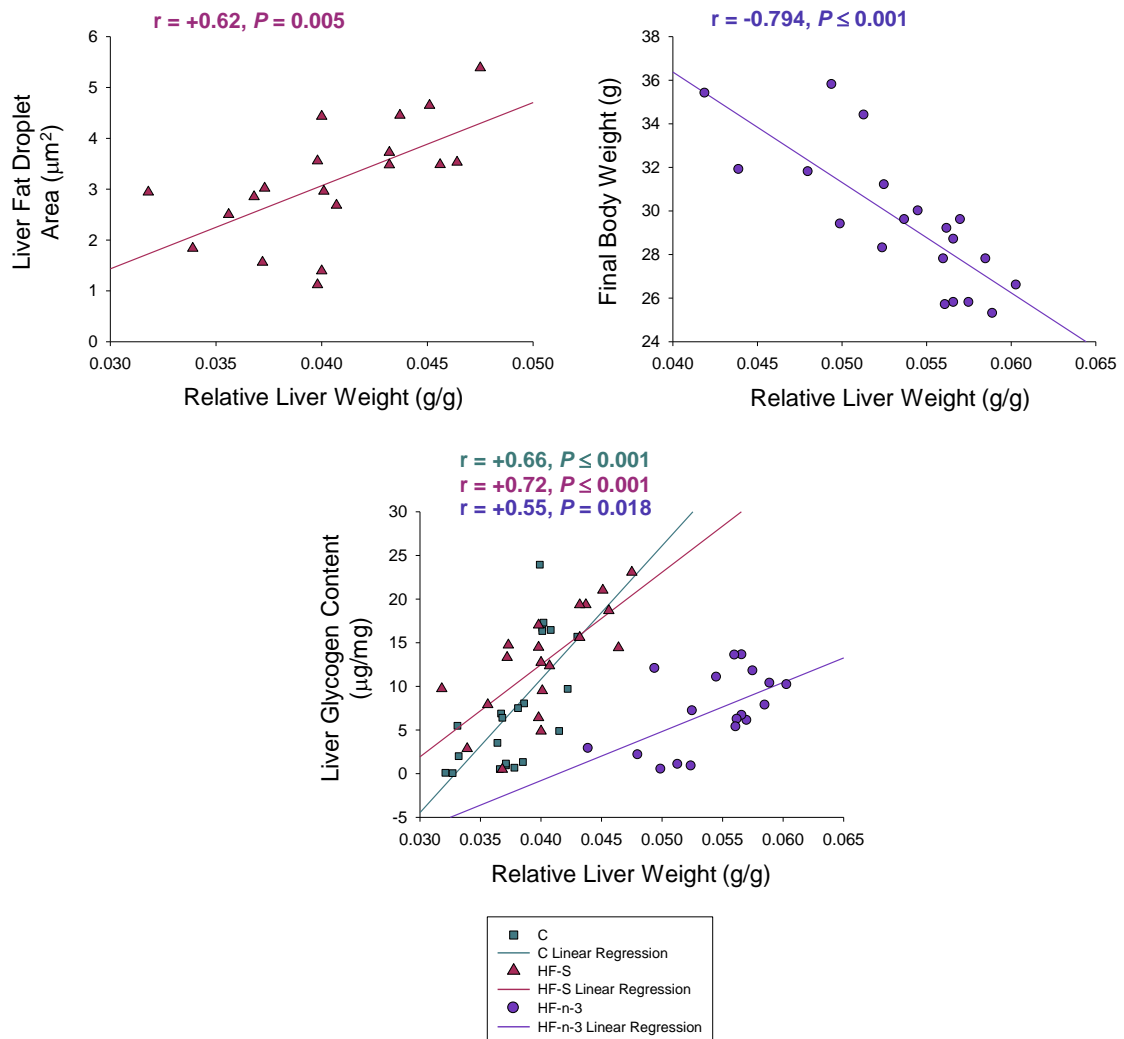 r = +0.62, P = 0.005
6
5
4
3
2
1
0
Liver Fat Droplet
Area (µm²)
0.030 0.035 0.040 0.045 0.050
Relative Liver Weight (g/g)
r = -0.794, P ≤ 0.001
38
36
34
32
30
28
26
24
Final Body Weight (g)
0.040 0.045 0.050 0.055 0.060 0.065
Relative Liver Weight (g/g)
r = +0.66, P ≤ 0.001
r = +0.72, P ≤ 0.001
r = +0.55, P = 0.018
30
25
20
15
10
5
0
-5
Liver Glycogen Content
(µg/mg)
0.030 0.035 0.040 0.045 0.050 0.055 0.060 0.065
Relative Liver Weight (g/g)
C
C Linear Regression
HF-S
HF-S Linear Regression
HF-n-3
HF-n-3 Linear Regression